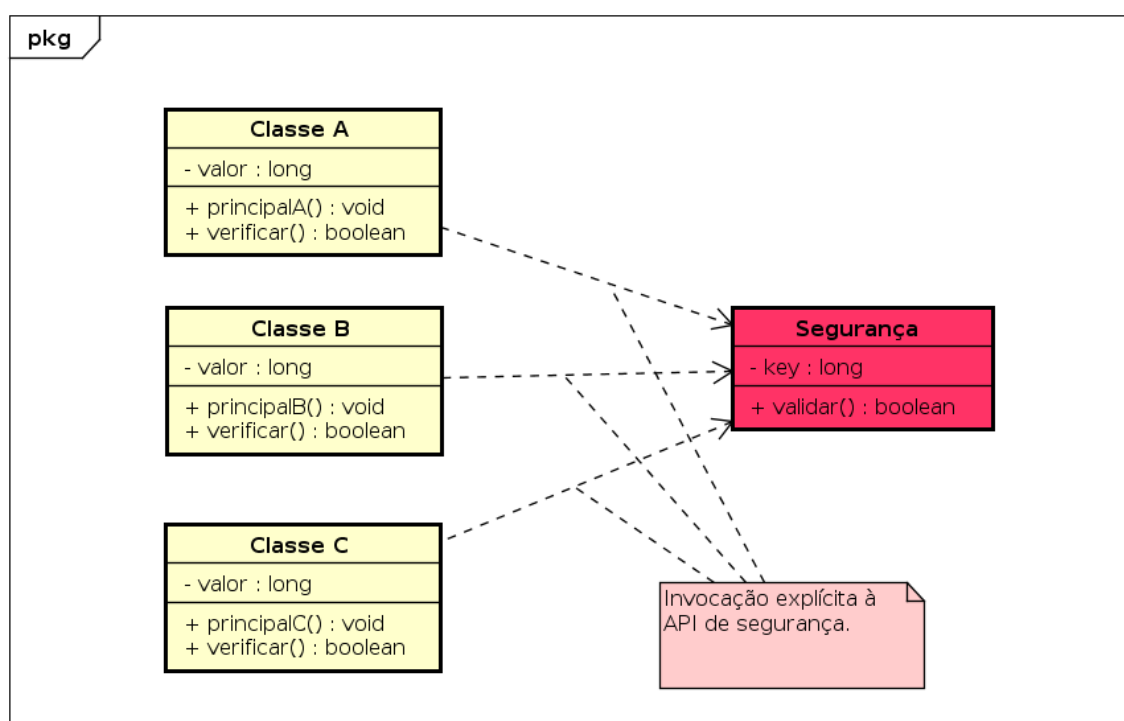 pkg
Classe A
- valor : long
+ principalA() : void
+ verificar() : boolean
Classe B
- valor : long
+ principalB() : void
+ verificar() : boolean
Classe C
- valor : long
+ principalC() : void
+ verificar() : boolean
Segurança
- key : long
+ validar() : boolean
Invocação explícita à
API de segurança.